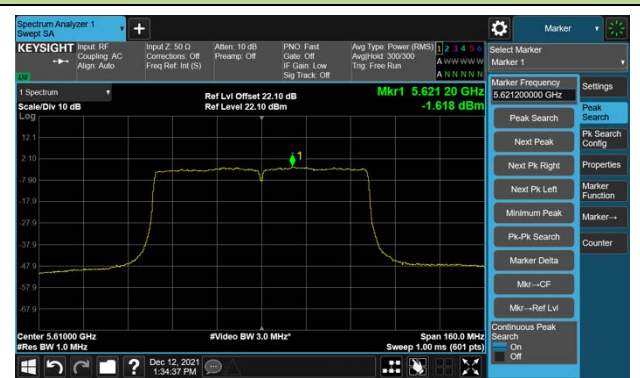 Spectrum Analyzer 1
Swept SA
+
Marker
KEYSIGHT
Input: RF
Coupling: AC
Align: Auto
Input Z: 50 Ω
Corrections: Off
Freq Ref: Int (S)
Atten: 10 dB
Preamp: Off
PNO: Fast
Gate: Off
IF Gain: Low
Sig Track: Off
Avg Type: Power (RMS)
Avg|Hold: 300/300
Trig: Free Run
1 2 3 4 5 6
A W W W W W
A N N N N N
Select Marker
Marker 1
1 Spectrum
Scale/Div 10 dB
Log
Ref Lvl Offset 22.10 dB
Ref Level 22.10 dBm
Mkr1 5.621 20 GHz
-1.618 dBm
12.1
2.10
-7.90
-17.9
-27.9
-37.9
-47.9
-57.9
-67.9
1
Center 5.61000 GHz
#Res BW 1.0 MHz
#Video BW 3.0 MHz*
Span 160.0 MHz
Sweep 1.00 ms (601 pts)
Marker Frequency
5.621200000 GHz
Peak Search
Next Peak
Next Pk Right
Next Pk Left
Minimum Peak
Pk-Pk Search
Marker Delta
Mkr→CF
Mkr→Ref Lvl
Continuous Peak
Search
On
Off
Settings
Peak
Search
Pk Search
Config
Properties
Marker
Function
Marker→
Counter
?
Dec 12, 2021
1:34:37 PM